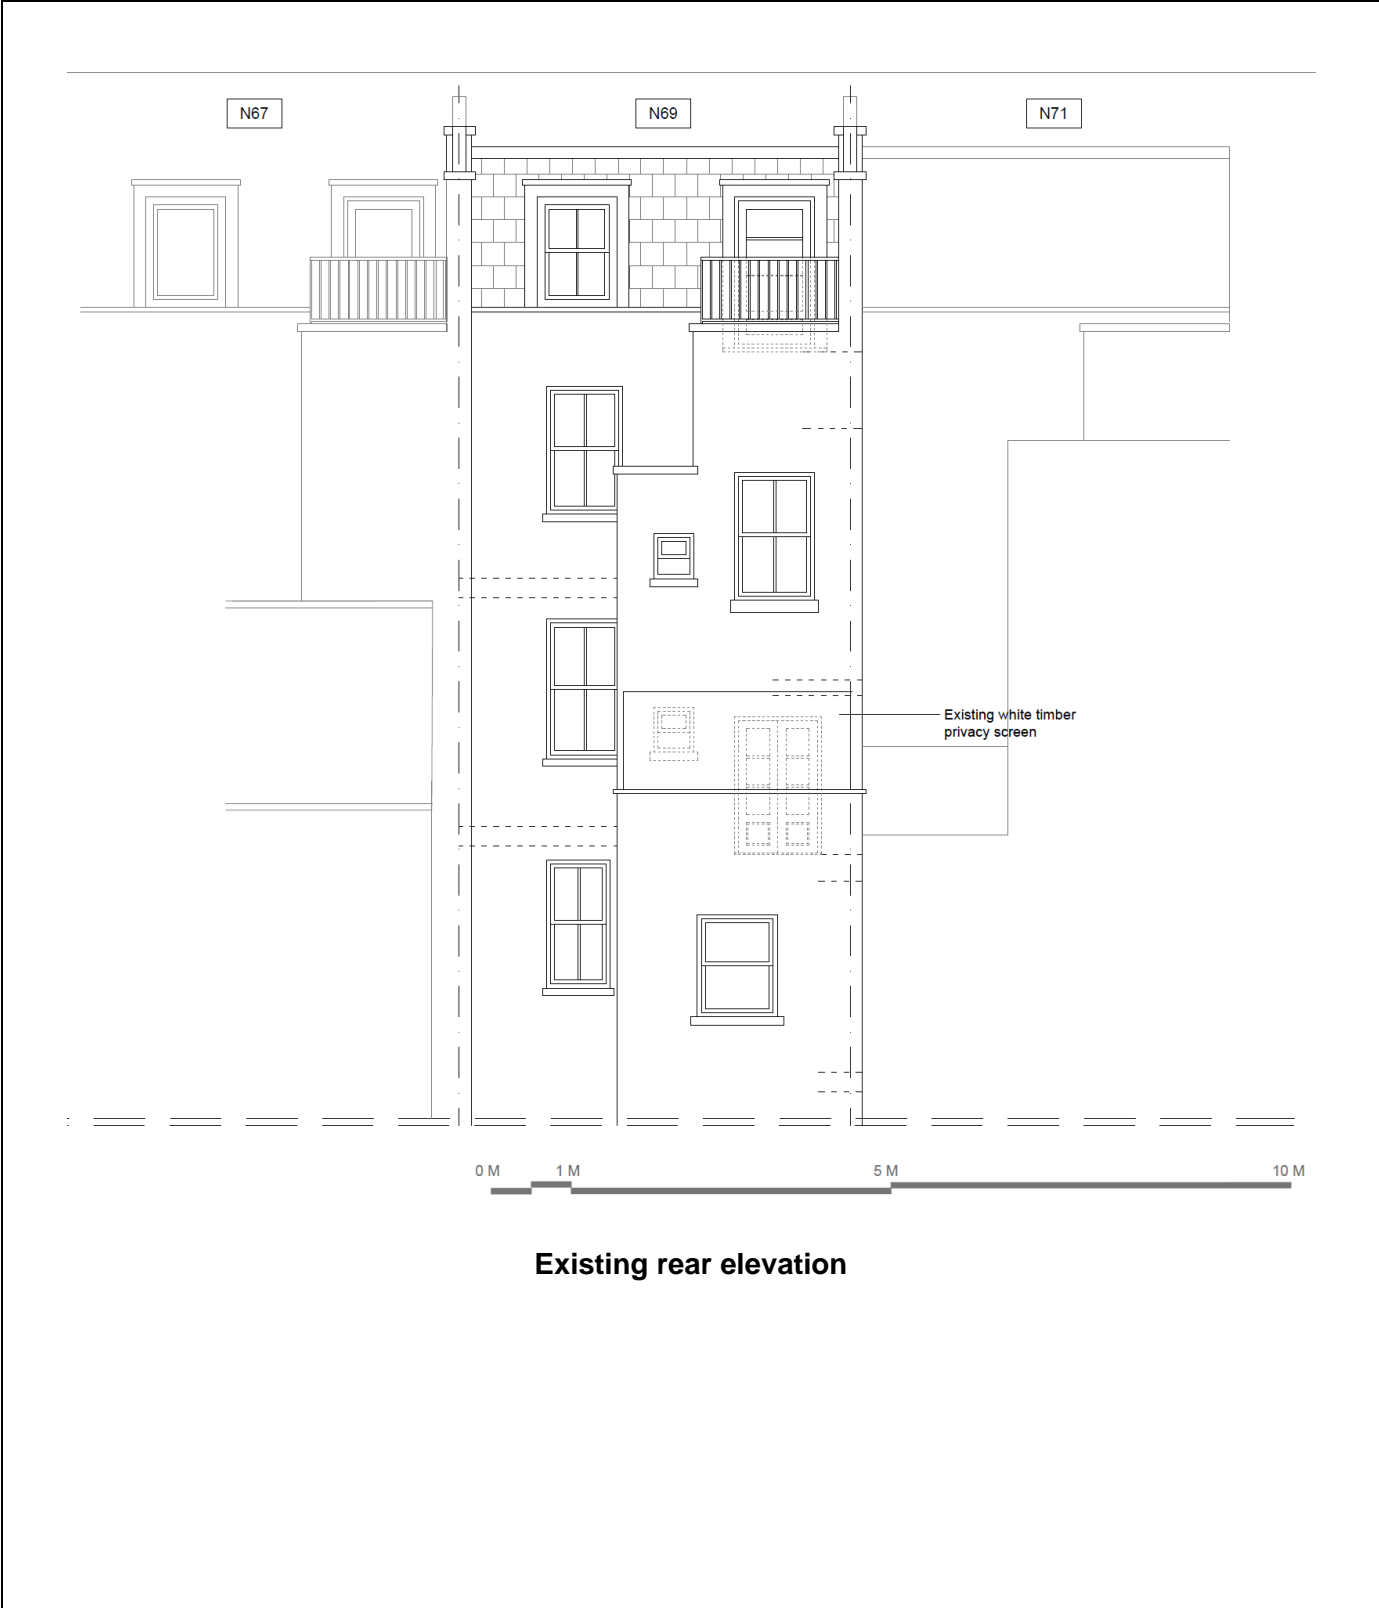 N67
N69
N71
Existing white timber
privacy screen
0 M
1 M
5 M
10 M
Existing rear elevation